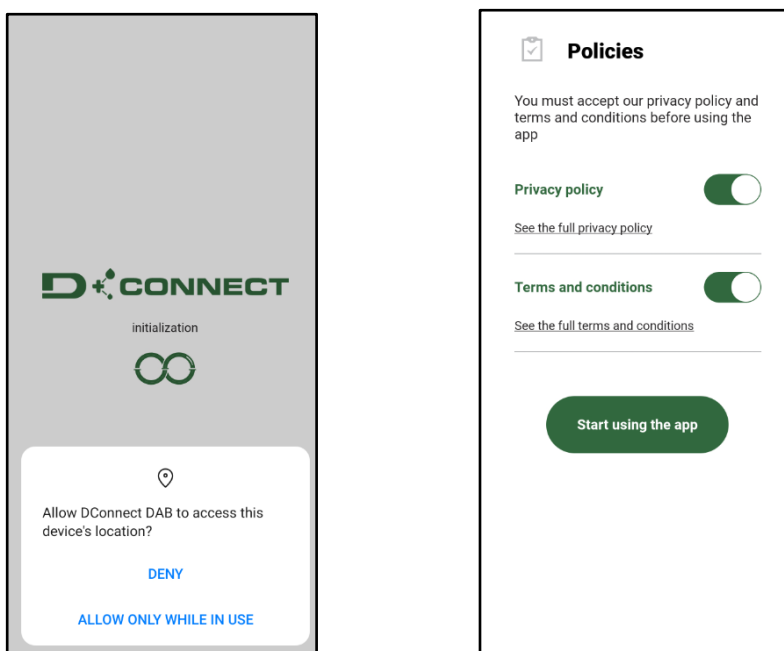 D+CONNECT
initialization
Allow DConnect DAB to access this
device's location?
DENY
ALLOW ONLY WHILE IN USE
Policies
You must accept our privacy policy and
terms and conditions before using the
app
Privacy policy
See the full privacy policy
Terms and conditions
See the full terms and conditions
Start using the app